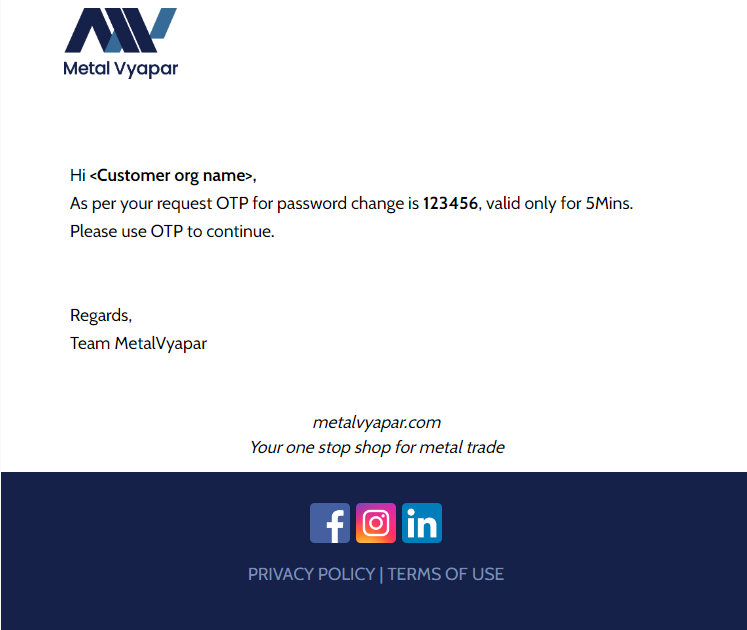 Metal Vyapar
Hi <Customer org name>,
As per your request OTP for password change is 123456, valid only for 5Mins.
Please use OTP to continue.
Regards,
Team MetalVyapar
metalvyapar.com
Your one stop shop for metal trade
PRIVACY POLICY | TERMS OF USE